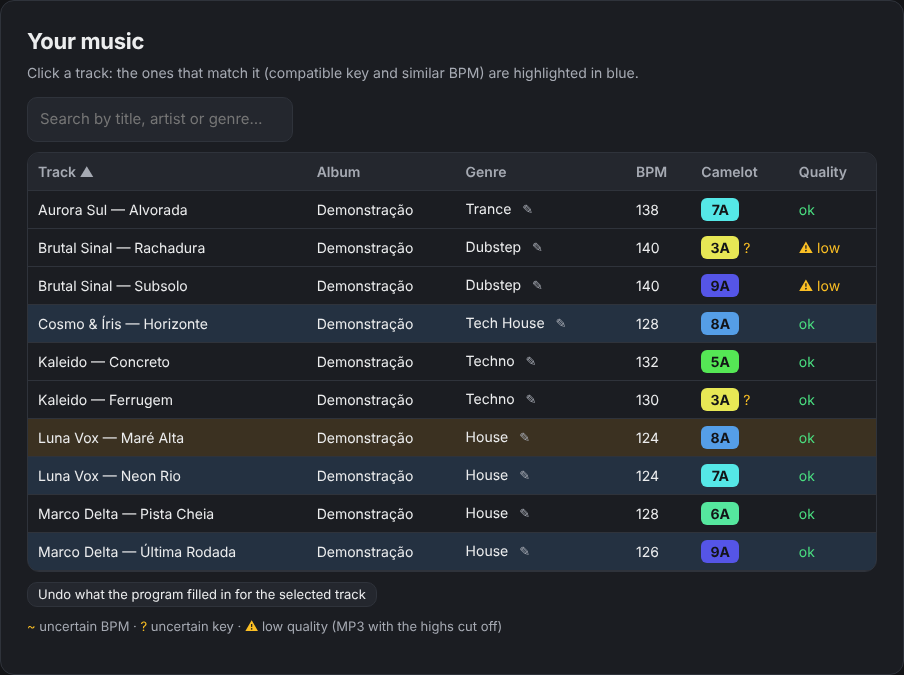 Your music
Click a track: the ones that match it (compatible key and similar BPM) are highlighted in blue.
Search by title, artist or genre...
Track ▲ Album Genre BPM Camelot Quality
Aurora Sul — Alvorada Demonstração Trance ✎ 138 7A ok
Brutal Sinal — Rachadura Demonstração Dubstep ✎ 140 3A ? ⚠ low
Brutal Sinal — Subsolo Demonstração Dubstep ✎ 140 9A ⚠ low
Cosmo & Íris — Horizonte Demonstração Tech House ✎ 128 8A ok
Kaleido — Concreto Demonstração Techno ✎ 132 5A ok
Kaleido — Ferrugem Demonstração Techno ✎ 130 3A ? ok
Luna Vox — Maré Alta Demonstração House ✎ 124 8A ok
Luna Vox — Neon Rio Demonstração House ✎ 124 7A ok
Marco Delta — Pista Cheia Demonstração House ✎ 128 6A ok
Marco Delta — Última Rodada Demonstração House ✎ 126 9A ok
Undo what the program filled in for the selected track
~ uncertain BPM · ? uncertain key · ⚠ low quality (MP3 with the highs cut off)